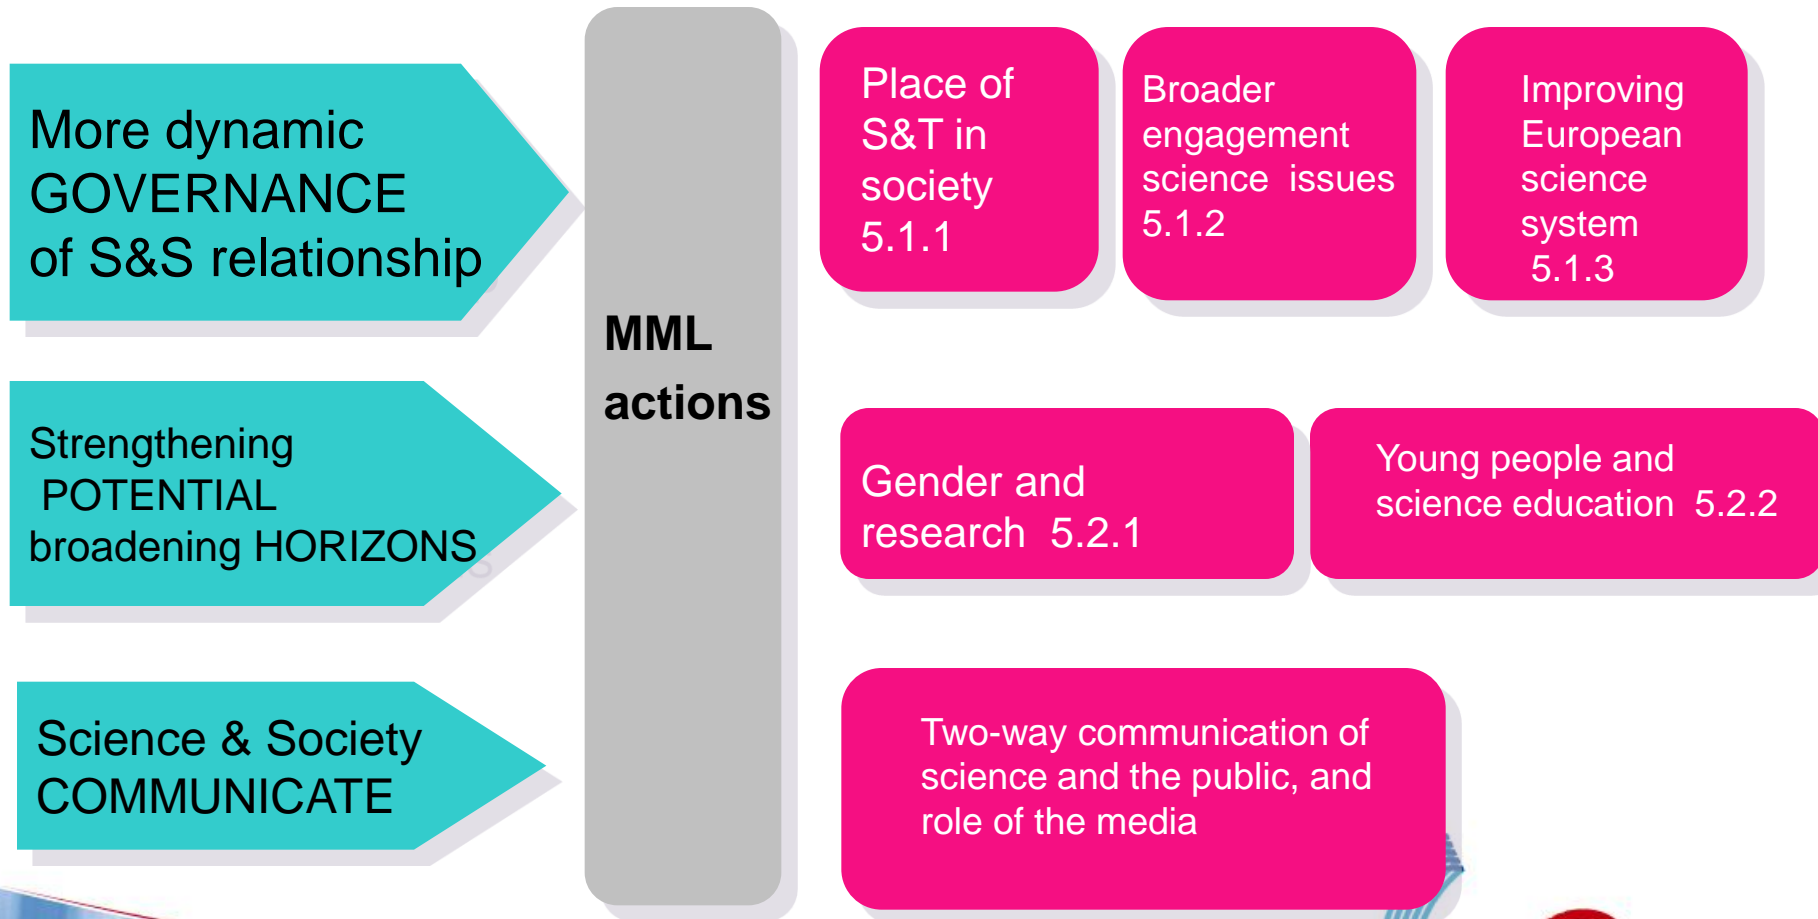 More dynamic
GOVERNANCE
of S&S relationship
Strengthening
POTENTIAL
broadening HORIZONS
Science & Society
COMMUNICATE
MML
actions
Place of
S&T in
society
5.1.1
Broader
engagement
science issues
5.1.2
Improving
European
science
system
5.1.3
Gender and
research 5.2.1
Young people and
science education 5.2.2
Two-way communication of
science and the public, and
role of the media